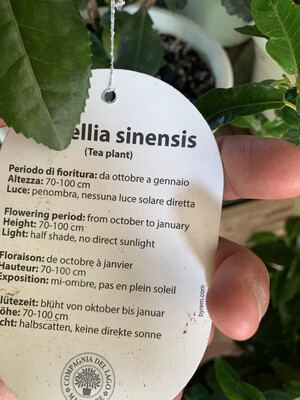 ellia sinensis
(Tea plant)
Periodo di fioritura: da ottobre a gennaio
Altezza: 70-100 cm
Luce: penombra, nessuna luce solare diretta
Flowering period: from october to january
Height: 70-100 cm
Light: half shade, no direct sunlight
Floraison: de octobre à janvier
Hauteur: 70-100 cm
Exposition: mi-ombre, pas en plein soleil
lütezeit: blüht von oktober bis januar
öhe: 70-100 cm
cht: halbscatten, keine direkte sonne
byrem.com
COMPAGNIA DEL LAGO